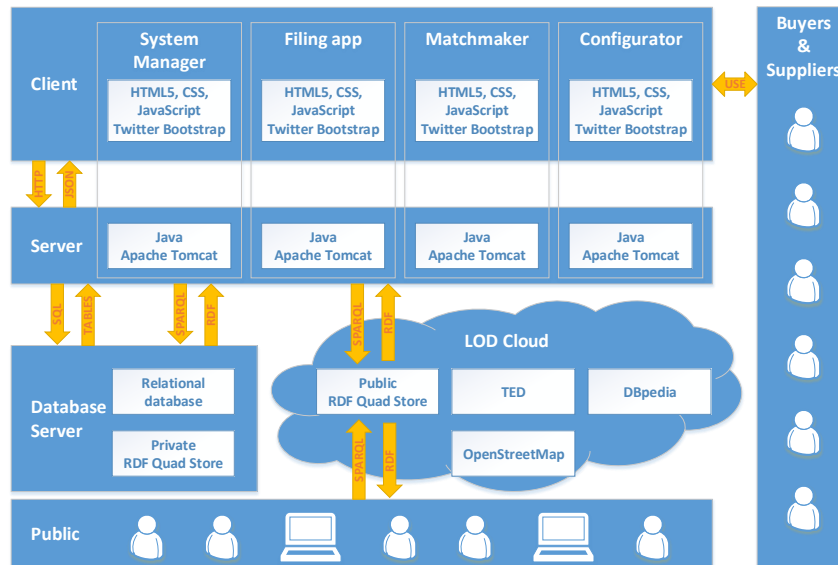 System
Manager
Filing app
Matchmaker
Configurator
Buyers
&
Suppliers
Client
HTML5, CSS,
JavaScript
Twitter Bootstrap
HTML5, CSS,
JavaScript
Twitter Bootstrap
HTML5, CSS,
JavaScript
Twitter Bootstrap
HTML5, CSS,
JavaScript
Twitter Bootstrap
USE
HTTP
JSON
Server
Java
Apache Tomcat
Java
Apache Tomcat
Java
Apache Tomcat
Java
Apache Tomcat
SQL
TABLES
SPARQL
RDF
SPARQL
RDF
LOD Cloud
Database
Server
Relational
database
Private
RDF Quad Store
Public
RDF Quad Store
TED
DBpedia
OpenStreetMap
SPARQL
RDF
Public